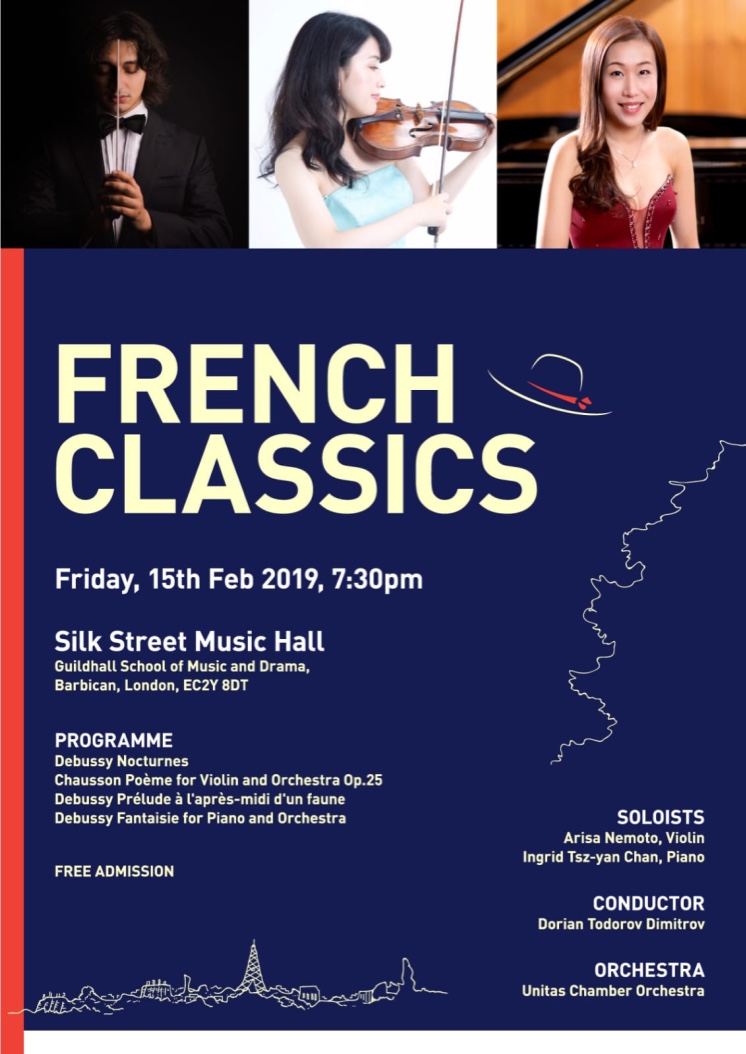 FRENCH
CLASSICS
Friday, 15th Feb 2019, 7:30pm
Silk Street Music Hall
Guildhall School of Music and Drama,
Barbican, London, EC2Y 8DT
PROGRAMME
Debussy Nocturnes
Chausson Poème for Violin and Orchestra Op.25
Debussy Prélude à l'après-midi d'un faune
Debussy Fantaisie for Piano and Orchestra
FREE ADMISSION
SOLOISTS
Arisa Nemoto, Violin
Ingrid Tsz-yan Chan, Piano
CONDUCTOR
Dorian Todorov Dimitrov
ORCHESTRA
Unitas Chamber Orchestra